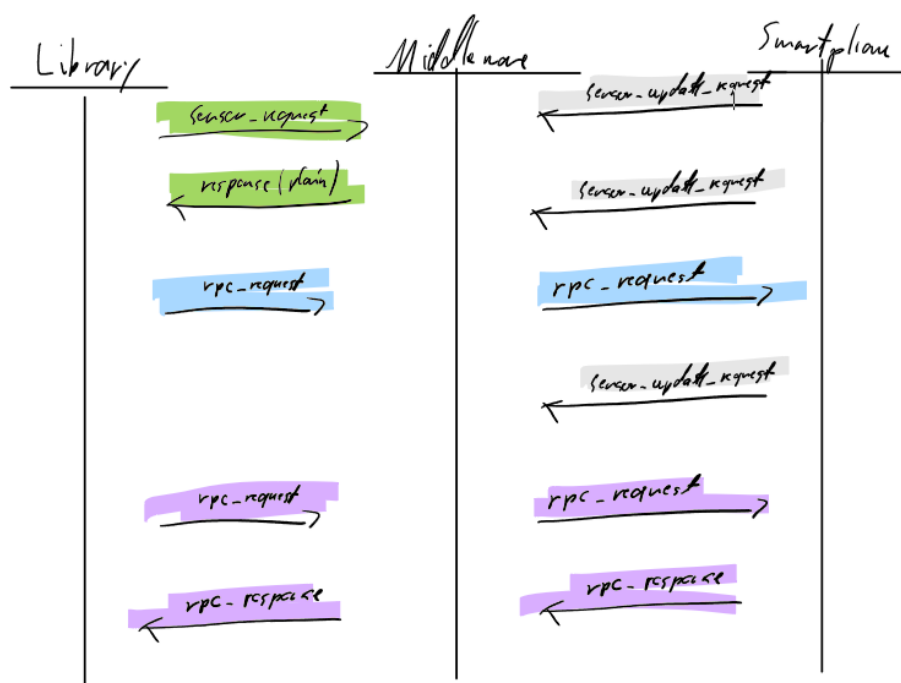 Library
Middleware
Smartphone
sensor_request
sensor_update_request
response (plain)
sensor_update_request
rpc_request
rpc_request
sensor_update_request
rpc_request
rpc_request
rpc_response
rpc_response